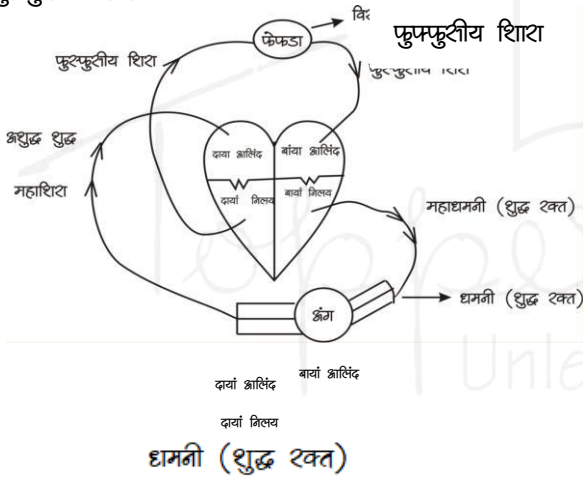 फेफडा
फुफ्फुसीय शिरा
फुस्फुसीय शिरा
अशुद्ध शुद्ध
महाशिरा
दाया आलिंद
बांया आलिंद
दायां निलय
बायां निलय
महाधमनी (शुद्ध रक्त)
अंग
धमनी (शुद्ध रक्त)
दायां आलिंद
बायां आलिंद
दायां निलय
धमनी (शुद्ध रक्त)